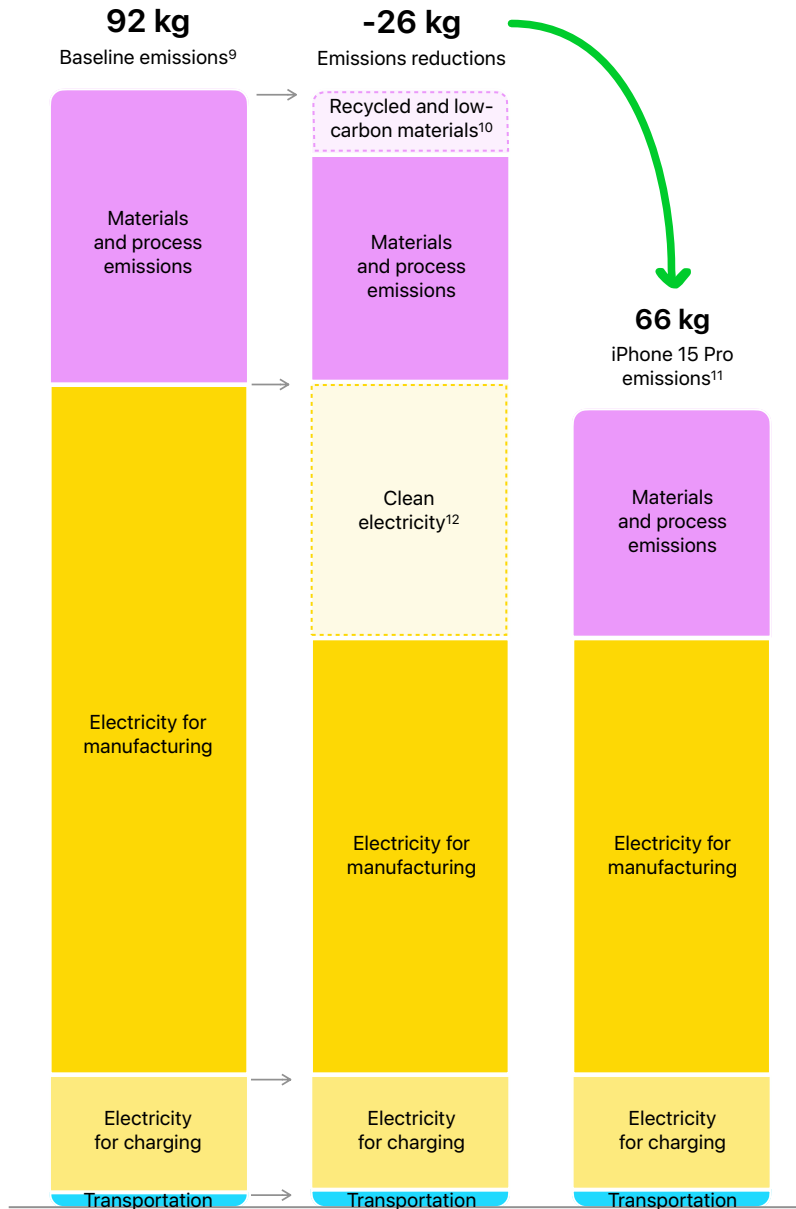 92 kg
Baseline emissions⁹
Materials
and process
emissions
Electricity for
manufacturing
Electricity
for charging
Transportation
-26 kg
Emissions reductions
Recycled and low-
carbon materials¹⁰
Materials
and process
emissions
Clean
electricity¹²
Electricity for
manufacturing
Electricity
for charging
Transportation
66 kg
iPhone 15 Pro
emissions¹¹
Materials
and process
emissions
Electricity for
manufacturing
Electricity
for charging
Transportation